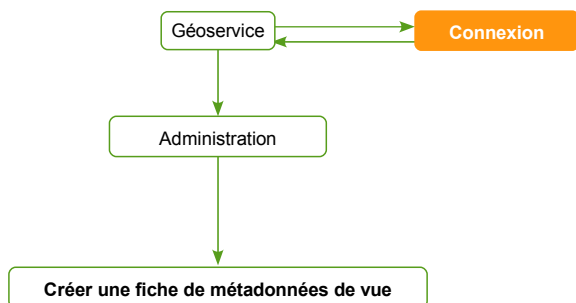 Géoservice
Connexion
Administration
Créer une fiche de métadonnées de vue